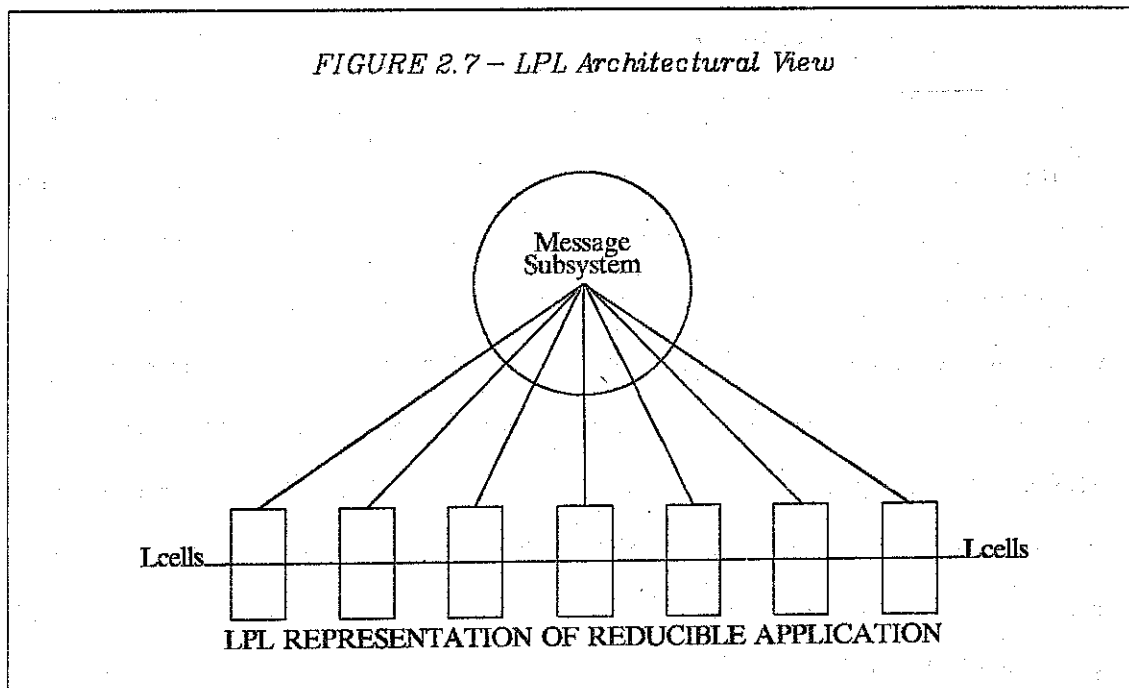 FIGURE 2.7 – LPL Architectural View
Message
Subsystem
Lcells
Lcells
LPL REPRESENTATION OF REDUCIBLE APPLICATION